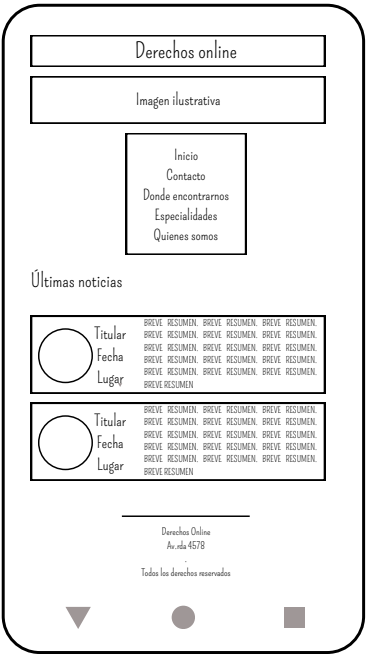 Derechos online
Imagen ilustrativa
Inicio
Contacto
Donde encontrarnos
Especialidades
Quienes somos
Últimas noticias
Titular
Fecha
Lugar
BREVE RESUMEN. BREVE RESUMEN. BREVE RESUMEN.
BREVE RESUMEN. BREVE RESUMEN. BREVE RESUMEN.
BREVE RESUMEN. BREVE RESUMEN. BREVE RESUMEN.
BREVE RESUMEN. BREVE RESUMEN. BREVE RESUMEN.
BREVE RESUMEN. BREVE RESUMEN. BREVE RESUMEN.
BREVE RESUMEN
Titular
Fecha
Lugar
BREVE RESUMEN. BREVE RESUMEN. BREVE RESUMEN.
BREVE RESUMEN. BREVE RESUMEN. BREVE RESUMEN.
BREVE RESUMEN. BREVE RESUMEN. BREVE RESUMEN.
BREVE RESUMEN. BREVE RESUMEN. BREVE RESUMEN.
BREVE RESUMEN. BREVE RESUMEN. BREVE RESUMEN.
BREVE RESUMEN
Derechos Online
Av. rda 4578
.
Todos los derechos reservados